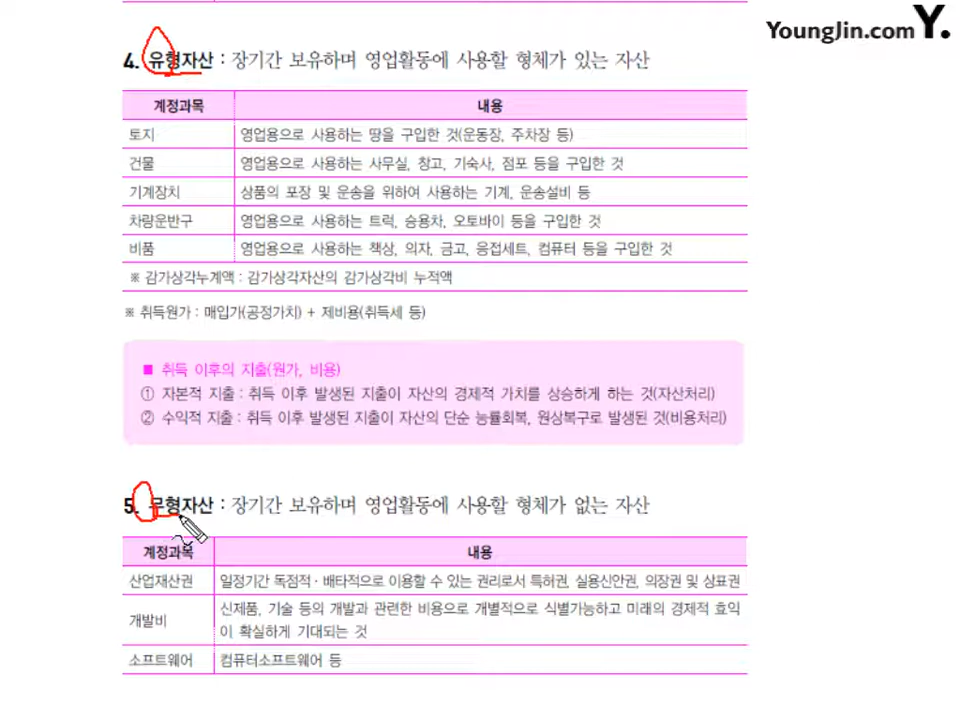 YoungJin.com Y.
4. 유형자산 : 장기간 보유하며 영업활동에 사용할 형체가 있는 자산
계정과목 내용
토지 영업용으로 사용하는 땅을 구입한 것(운동장, 주차장 등)
건물 영업용으로 사용하는 사무실, 창고, 기숙사, 점포 등을 구입한 것
기계장치 상품의 포장 및 운송을 위하여 사용하는 기계, 운송설비 등
차량운반구 영업용으로 사용하는 트럭, 승용차, 오토바이 등을 구입한 것
비품 영업용으로 사용하는 책상, 의자, 금고, 응접세트, 컴퓨터 등을 구입한 것
※ 감가상각누계액 : 감가상각자산의 감가상각비 누적액
※ 취득원가 : 매입가(공정가치) + 제비용(취득세 등)
■ 취득 이후의 지출(원가, 비용)
① 자본적 지출 : 취득 이후 발생된 지출이 자산의 경제적 가치를 상승하게 하는 것(자산처리)
② 수익적 지출 : 취득 이후 발생된 지출이 자산의 단순 능률회복, 원상복구로 발생된 것(비용처리)
5. 무형자산 : 장기간 보유하며 영업활동에 사용할 형체가 없는 자산
계정과목 내용
산업재산권 일정기간 독점적·배타적으로 이용할 수 있는 권리로서 특허권, 실용신안권, 의장권 및 상표권
개발비 신제품, 기술 등의 개발과 관련한 비용으로 개별적으로 식별가능하고 미래의 경제적 효익
이 확실하게 기대되는 것
소프트웨어 컴퓨터소프트웨어 등